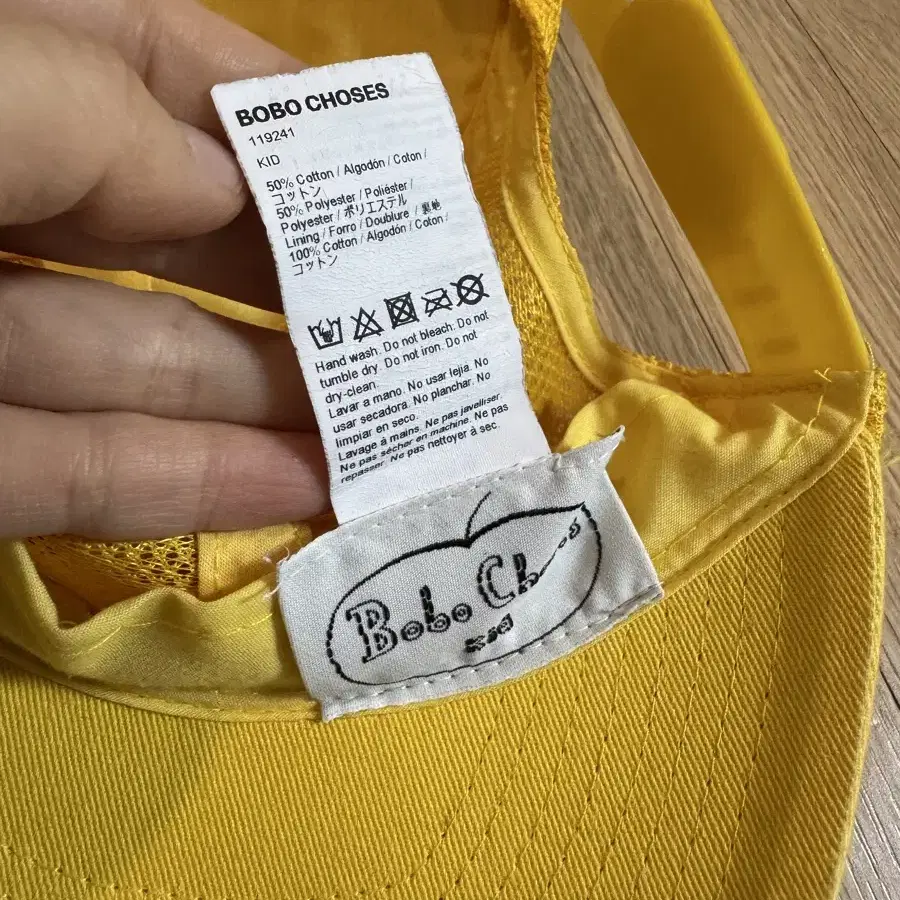 BOBO CHOSES
119241
KID
50% Cotton / Algodón / Coton /
コットン
50% Polyester / Poliéster /
Polyester / ポリエステル
Lining / Forro / Doublure / 裏地
100% Cotton / Algodón / Coton /
コットン
Hand wash. Do not bleach. Do not
tumble dry. Do not iron. Do not
dry-clean.
Lavar a mano. No usar lejía. No
usar secadora. No planchar. No
limpiar en seco.
Lavage à mains. Ne pas javelliser.
Ne pas sécher en machine. Ne pas
repasser. Ne pas nettoyer à sec.
Bobo Ch es